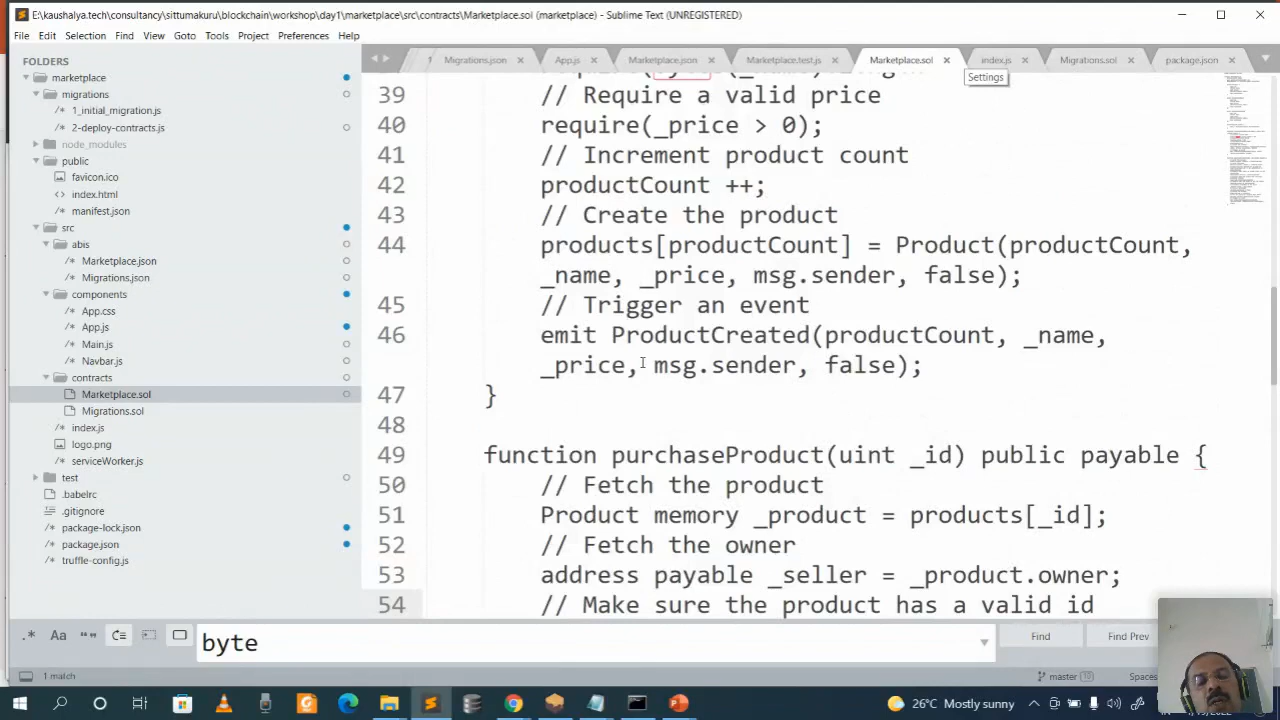 E:\kaushalya.tech\consultancy\sittumakuru\blockchain\workshop\day1\marketplace\src\contracts\Marketplace.sol (marketplace) - Sublime Text (UNREGISTERED)
File Edit Selection Find View Goto Tools Project Preferences Help
FOLDERS
marketplace
migrations
1_initial_migration.js
2-deploy-contracts.js
node_modules
public
favicon.ico
index.html
manifest.json
src
abis
Marketplace.json
Migrations.json
components
App.css
App.js
Main.js
Navbar.js
contracts
Marketplace.sol
Migrations.sol
index.js
logo.png
serviceWorker.js
test
.babelrc
.gitignore
package-lock.json
package.json
truffle-config.js
Migrations.json App.js Marketplace.json Marketplace.test.js Marketplace.sol index.js Migrations.sol package.json
Settings
39 // Require a valid price
40 require(_price > 0);
41 // Increment product count
42 productCount ++;
43 // Create the product
44 products[productCount] = Product(productCount,
_name, _price, msg.sender, false);
45 // Trigger an event
46 emit ProductCreated(productCount, _name,
_price, msg.sender, false);
47 }
48
49 function purchaseProduct(uint _id) public payable {
50 // Fetch the product
51 Product memory _product = products[_id];
52 // Fetch the owner
53 address payable _seller = _product.owner;
54 // Make sure the product has a valid id
.* Aa “” byte Find Find Prev
1 match master Spaces
26°C Mostly sunny